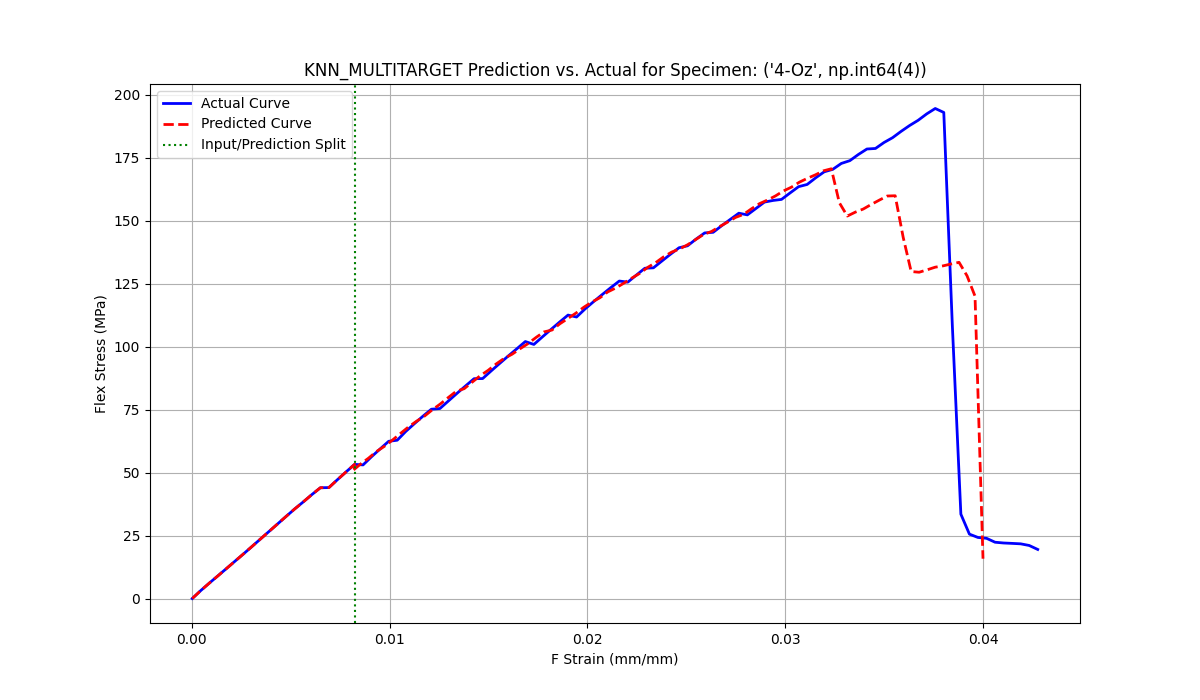 KNN_MULTITARGET Prediction vs. Actual for Specimen: ('4-Oz', np.int64(4))
Actual Curve
Predicted Curve
Input/Prediction Split
200
175
150
125
100
75
50
25
0
Flex Stress (MPa)
0.00 0.01 0.02 0.03 0.04
F Strain (mm/mm)